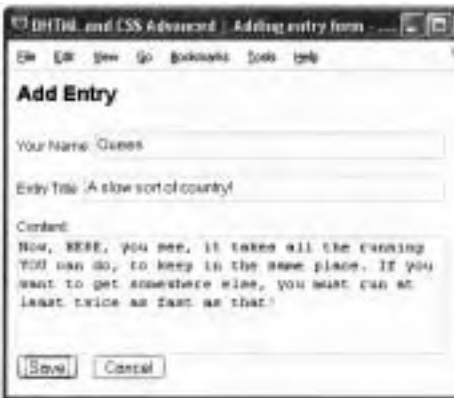 DHTML and CSS Advanced | Adding entry form - ....
File Edit View Go Bookmarks Tools Help
Add Entry
Your Name: Queen
Entry Title: A slow sort of country!
Content:
Now, HERE, you see, it takes all the running
YOU can do, to keep in the same place. If you
want to get somewhere else, you must run at
least twice as fast as that!
Save Cancel